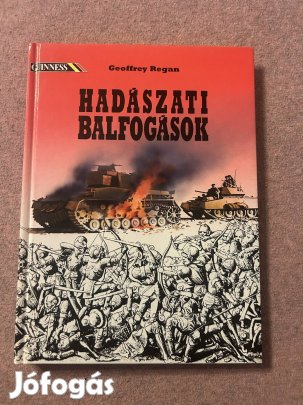 GUINNESS
Geoffrey Regan
HADÁSZATI
BALFOGÁSOK
Jófogás